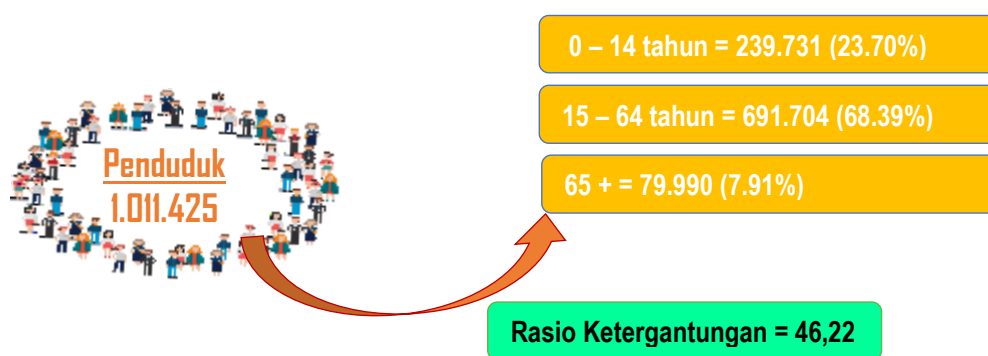 0 – 14 tahun = 239.731 (23.70%)
15 – 64 tahun = 691.704 (68.39%)
65 + = 79.990 (7.91%)
Penduduk
1.011.425
Rasio Ketergantungan = 46,22